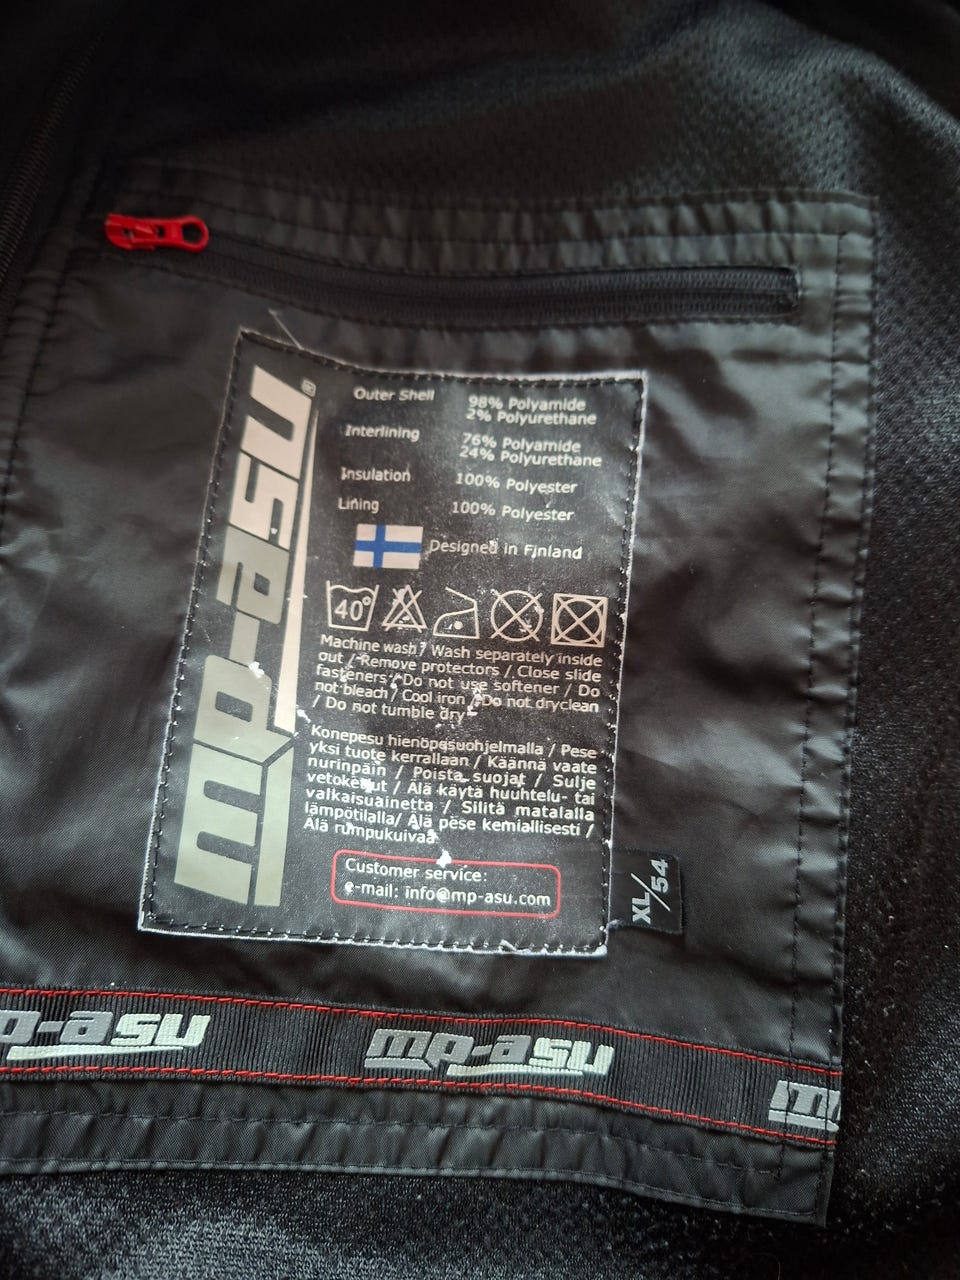 mp-asu®
Outer Shell 98% Polyamide
2% Polyurethane
Interlining 76% Polyamide
24% Polyurethane
Insulation 100% Polyester
Lining 100% Polyester
Designed in Finland
40°
Machine wash / Wash separately inside
out / Remove protectors / Close slide
fasteners / Do not use softener / Do
not bleach / Cool iron / Do not dryclean
/ Do not tumble dry
Konepesu hienopesuohjelmalla / Pese
yksi tuote kerrallaan / Käännä vaate
nurinpäin / Poista suojat / Sulje
vetoketjut / Älä käytä huuhtelu- tai
valkaisuainetta / Silitä matalalla
lämpötilalla/ Älä pese kemiallisesti /
Älä rumpukuivaa
Customer service:
e-mail: info@mp-asu.com
XL/54
p-asu mp-asu m